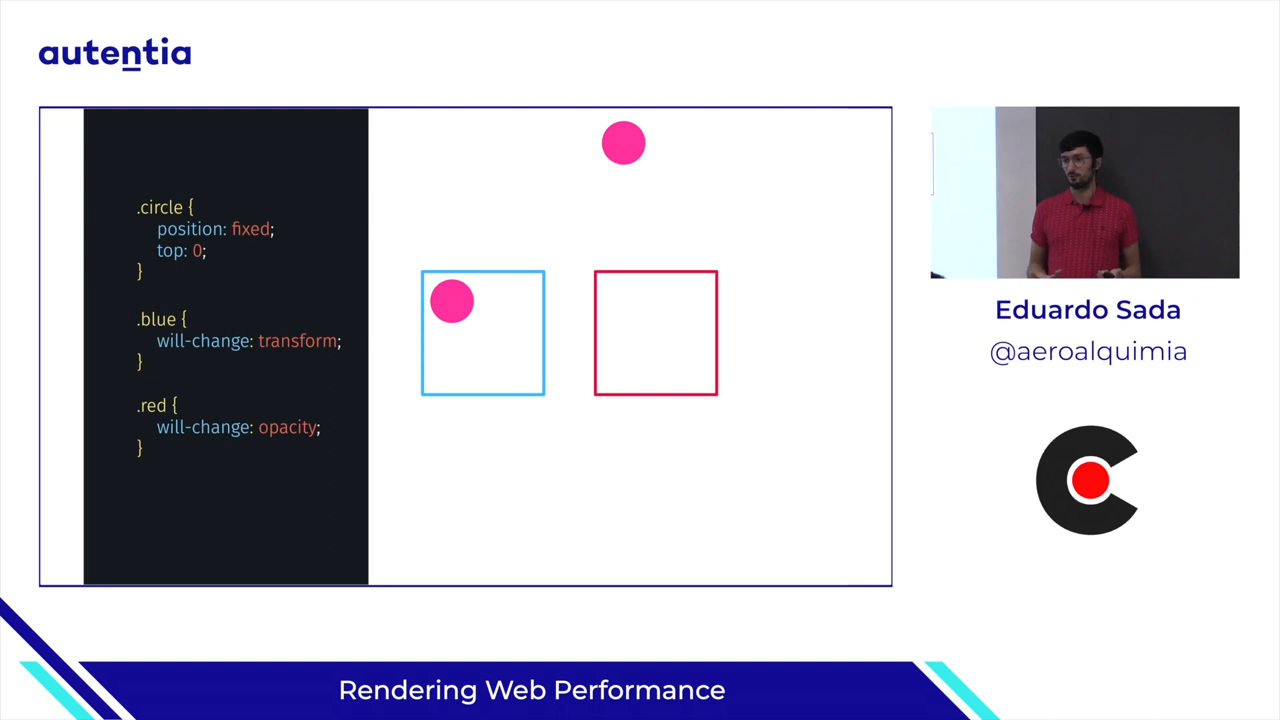 autentia
.circle {
position: fixed;
top: 0;
}
.blue {
will-change: transform;
}
.red {
will-change: opacity;
}
Eduardo Sada
@aeroalquimia
Rendering Web Performance